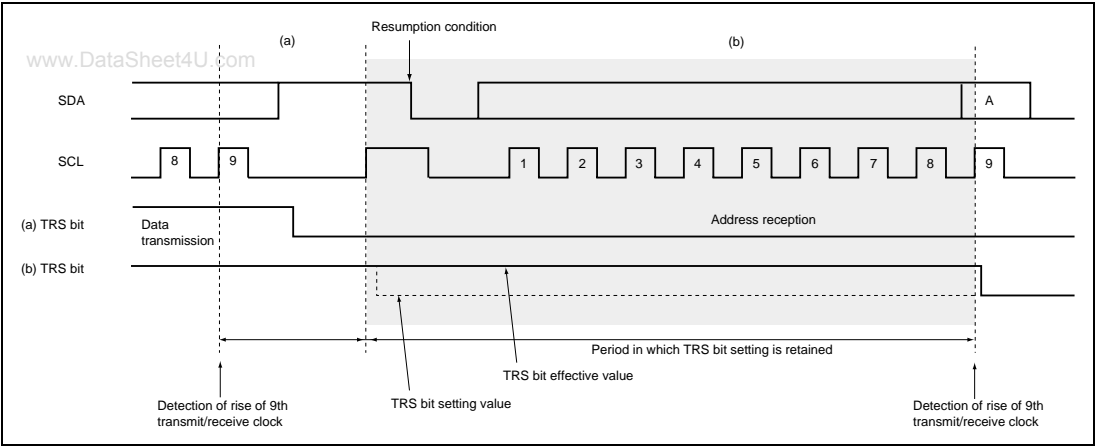 Resumption condition
(a)
(b)
www.DataSheet4U.com
SDA
A
SCL
8 9 1 2 3 4 5 6 7 8 9
(a) TRS bit
Data
transmission
Address reception
(b) TRS bit
Period in which TRS bit setting is retained
TRS bit effective value
TRS bit setting value
Detection of rise of 9th
transmit/receive clock
Detection of rise of 9th
transmit/receive clock